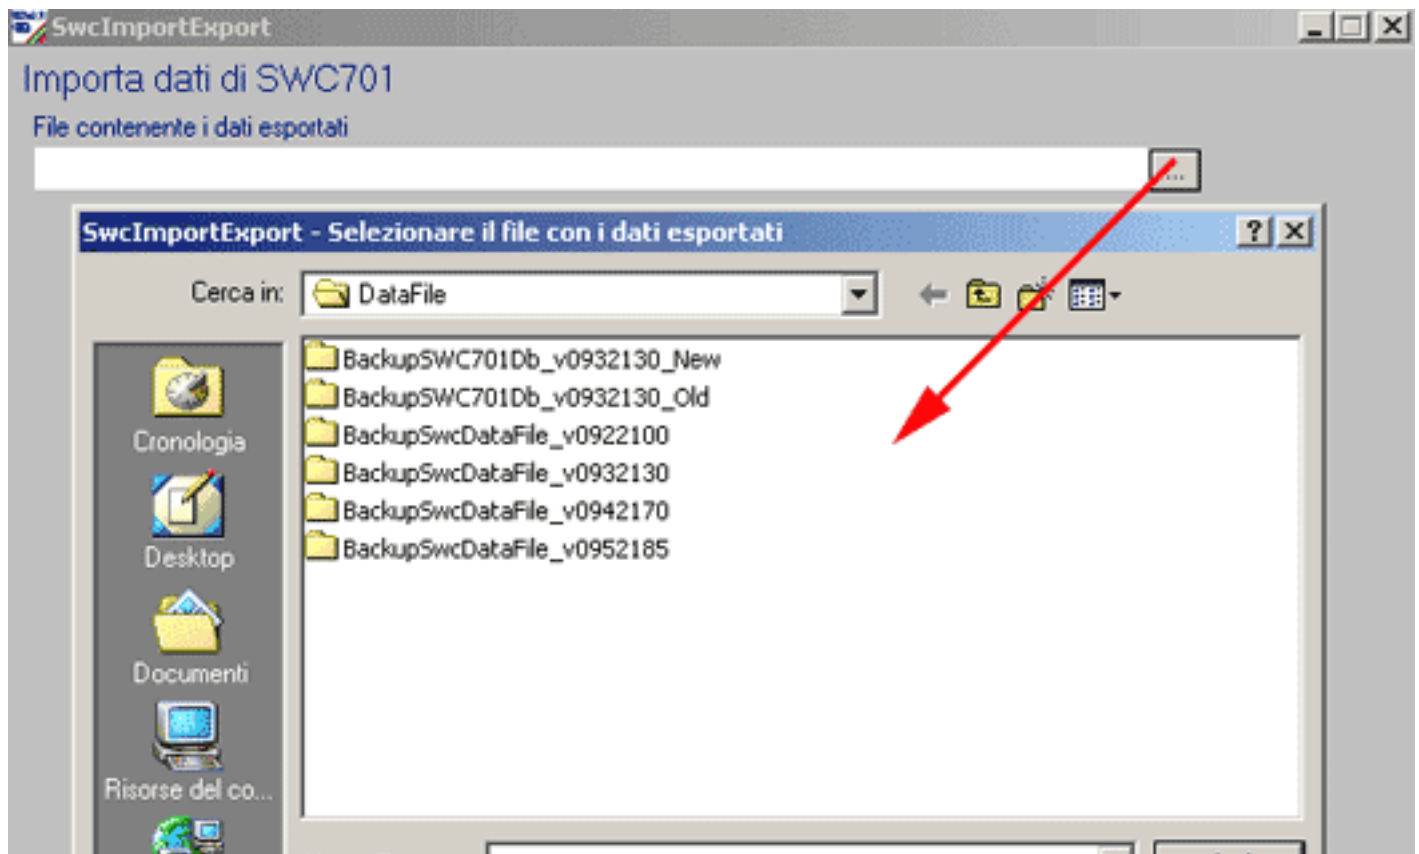 SwcImportExport
Importa dati di SWC701
File contenente i dati esportati
...
SwcImportExport - Selezionare il file con i dati esportati
Cerca in: DataFile
BackupSWC701Db_v0932130_New
BackupSWC701Db_v0932130_Old
BackupSwcDataFile_v0922100
BackupSwcDataFile_v0932130
BackupSwcDataFile_v0942170
BackupSwcDataFile_v0952185
Cronologia
Desktop
Documenti
Risorse del co...